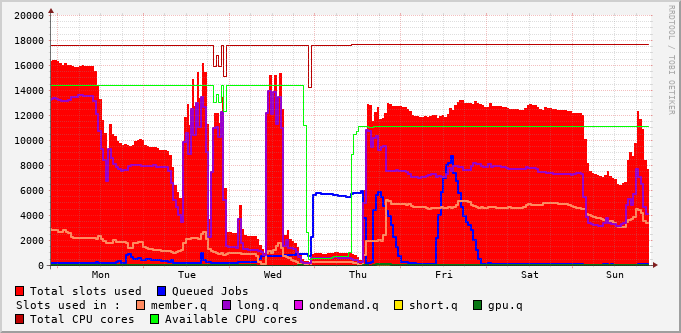 20000
18000
16000
14000
12000
10000
8000
6000
4000
2000
0
Mon Tue Wed Thu Fri Sat Sun
RRDTOOL / TOBI OETIKER
Total slots used Queued Jobs
Slots used in : member.q long.q ondemand.q short.q gpu.q
Total CPU cores Available CPU cores